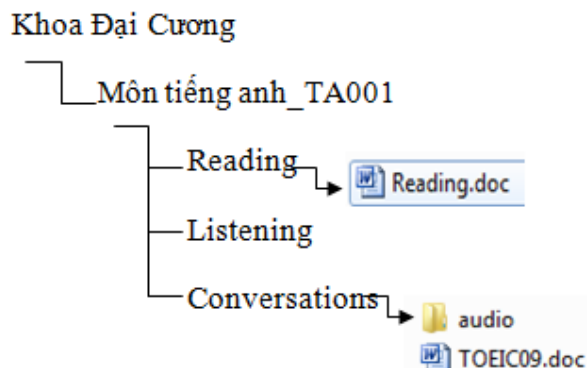 Khoa Đại Cương
Môn tiếng anh_TA001
Reading
Reading.doc
Listening
Conversations
audio
TOEIC09.doc